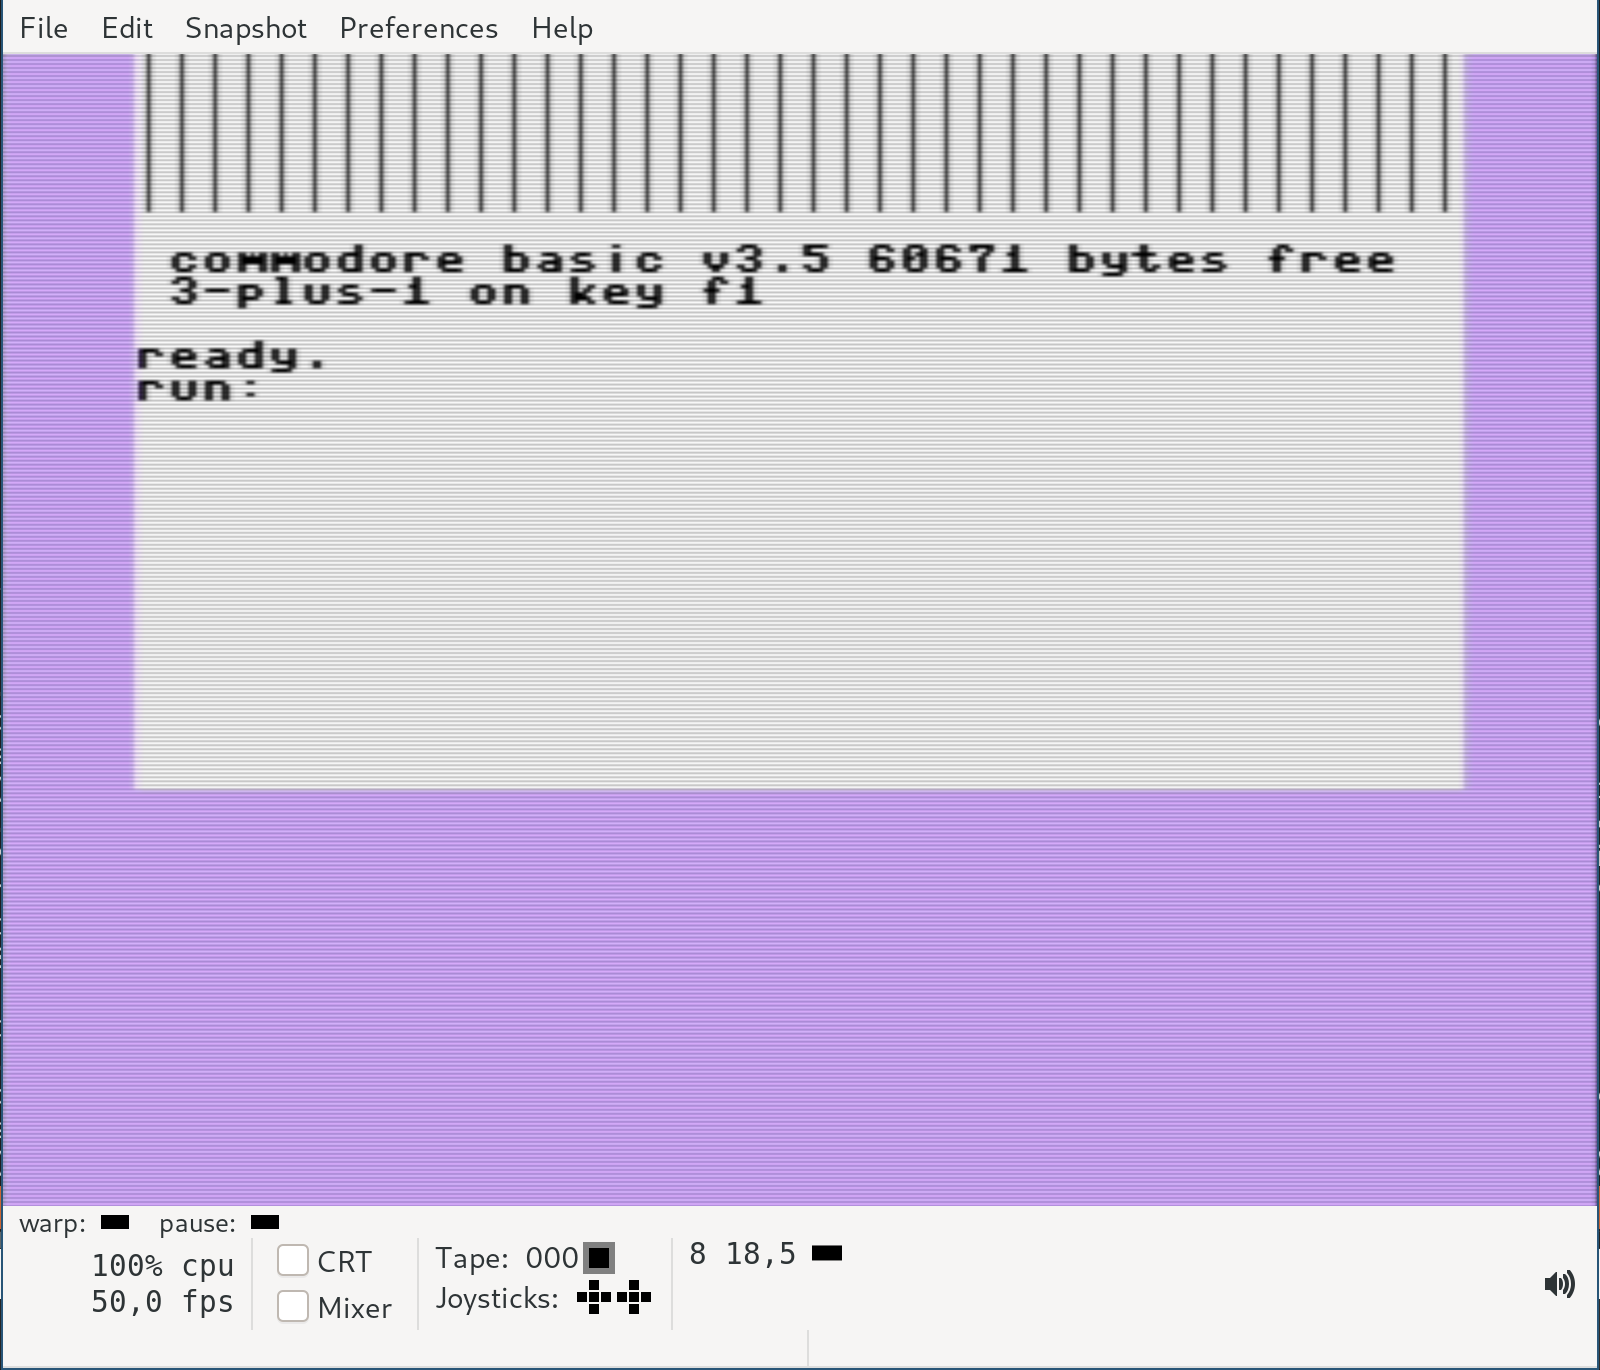 File Edit Snapshot Preferences Help
commodore basic v3.5 60671 bytes free
3-plus-1 on key f1
ready.
run:
warp: pause:
100% cpu
50,0 fps
CRT
Mixer
Tape: 000
Joysticks:
8 18,5